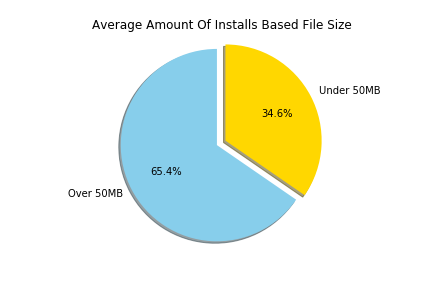 Average Amount Of Installs Based File Size
Under 50MB
34.6%
65.4%
Over 50MB